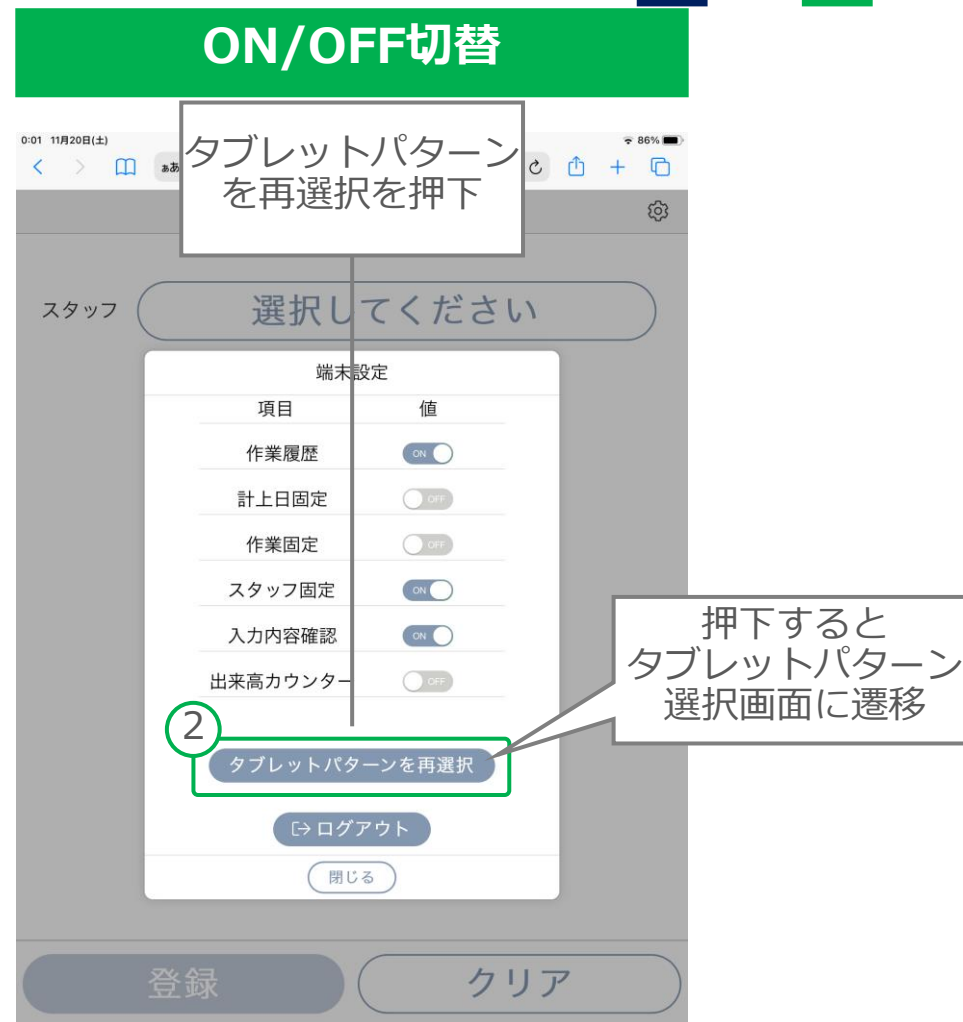 ON/OFF切替
タブレットパターン
を再選択を押下
0:01 11月20日(土)
86%
ぁあ
スタッフ
選択してください
端末設定
項目 値
作業履歴 ON
計上日固定 OFF
作業固定 OFF
スタッフ固定 ON
入力内容確認 ON
出来高カウンター OFF
押下すると
タブレットパターン
選択画面に遷移
2
タブレットパターンを再選択
ログアウト
閉じる
登録
クリア